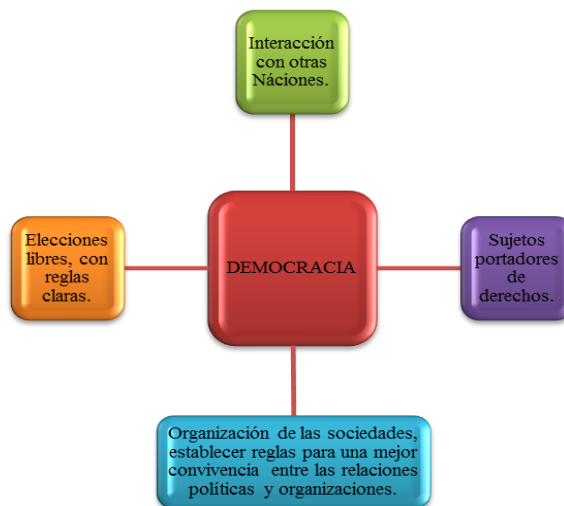 Interacción
con otras
Náciones.
Elecciones
libres, con
reglas
claras.
DEMOCRACIA
Sujetos
portadores
de
derechos.
Organización de las sociedades,
establecer reglas para una mejor
convivencia entre las relaciones
políticas y organizaciones.